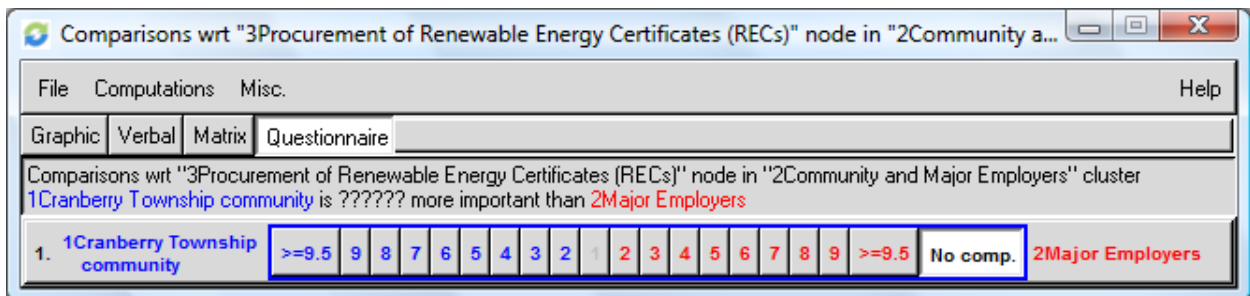 Comparisons wrt "3Procurement of Renewable Energy Certificates (RECs)" node in "2Community a...
File Computations Misc. Help
Graphic Verbal Matrix Questionnaire
Comparisons wrt "3Procurement of Renewable Energy Certificates (RECs)" node in "2Community and Major Employers" cluster
1Cranberry Township community is ?????? more important than 2Major Employers
1. 1Cranberry Township community >=9.5 9 8 7 6 5 4 3 2 1 2 3 4 5 6 7 8 9 >=9.5 No comp. 2Major Employers